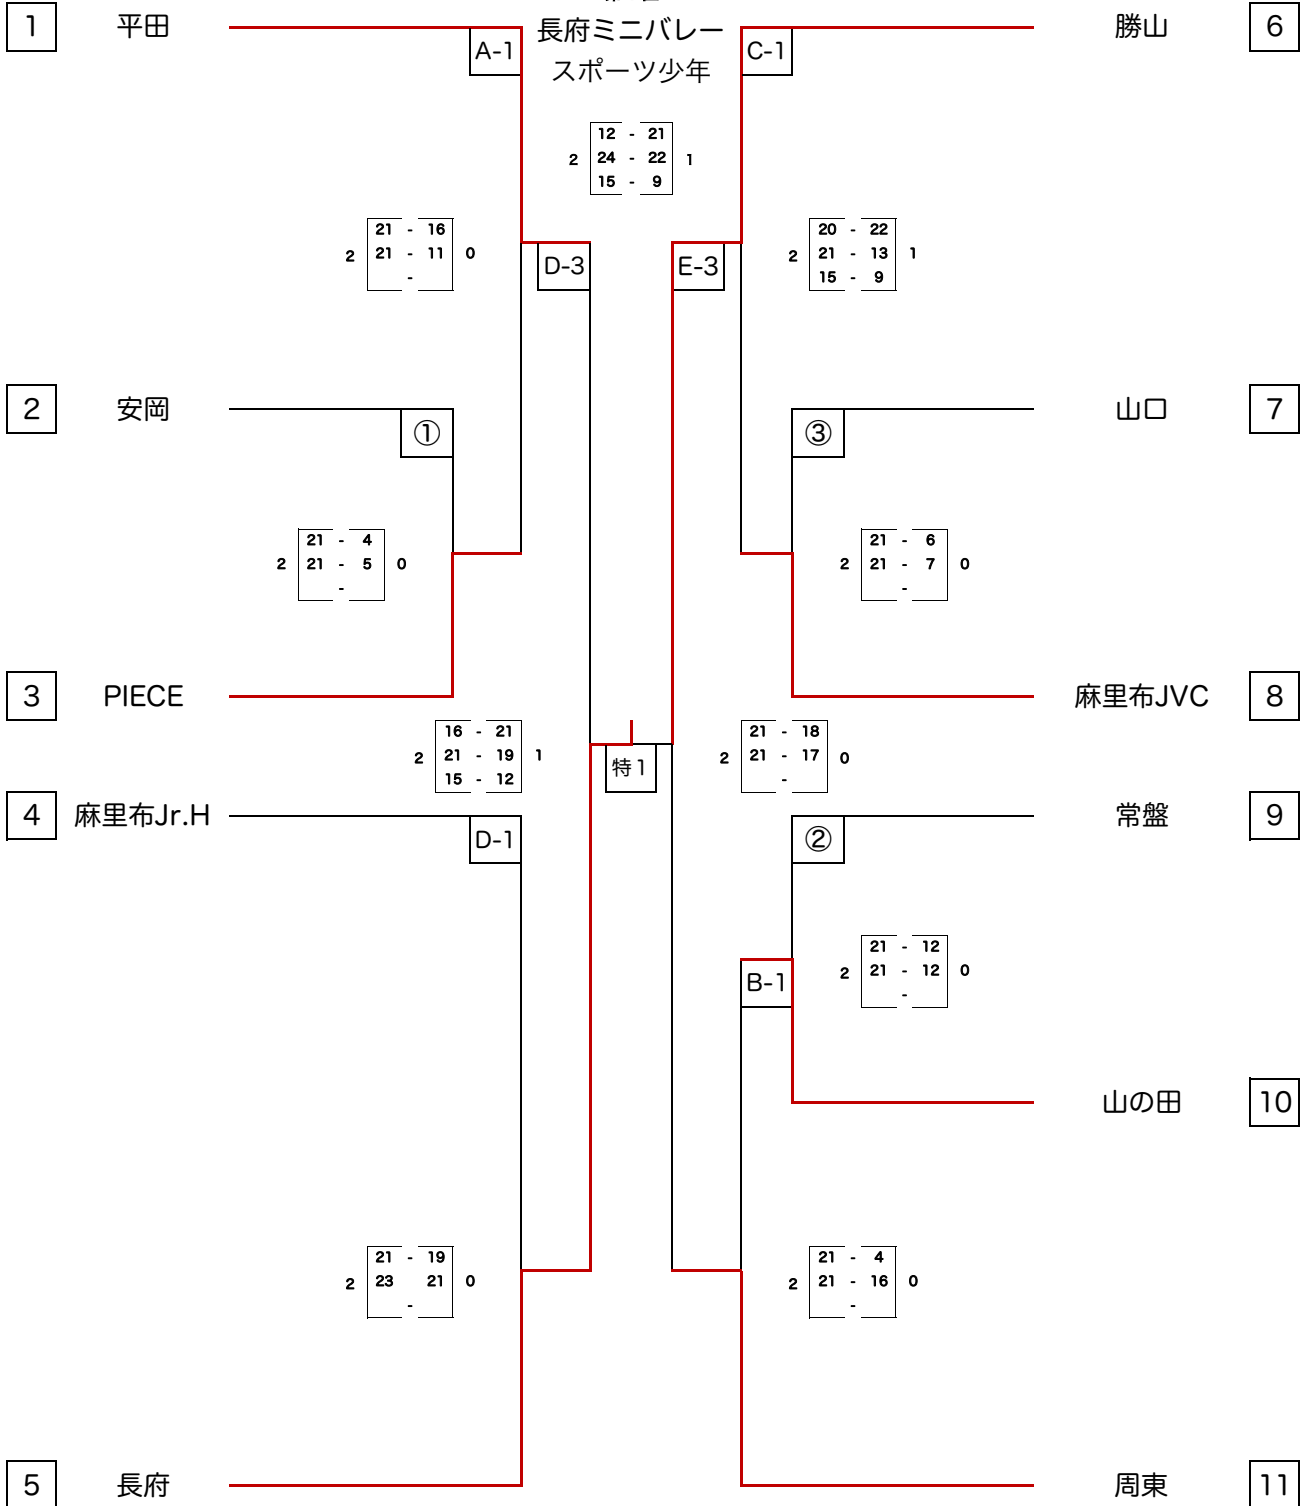 長府ミニバレー
スポーツ少年
1 平田
A-1
C-1
勝山 6
12 - 21
2 24 - 22 1
15 - 9
21 - 16
2 21 - 11 0
-
20 - 22
2 21 - 13 1
15 - 9
D-3
E-3
2 安岡
①
③
山口 7
21 - 4
2 21 - 5 0
-
21 - 6
2 21 - 7 0
-
3 PIECE
麻里布JVC 8
16 - 21
2 21 - 19 1
15 - 12
特1
21 - 18
2 21 - 17 0
-
4 麻里布Jr.H
D-1
②
常盤 9
21 - 12
2 21 - 12 0
-
B-1
山の田 10
21 - 19
2 23 21 0
-
21 - 4
2 21 - 16 0
-
5 長府
周東 11